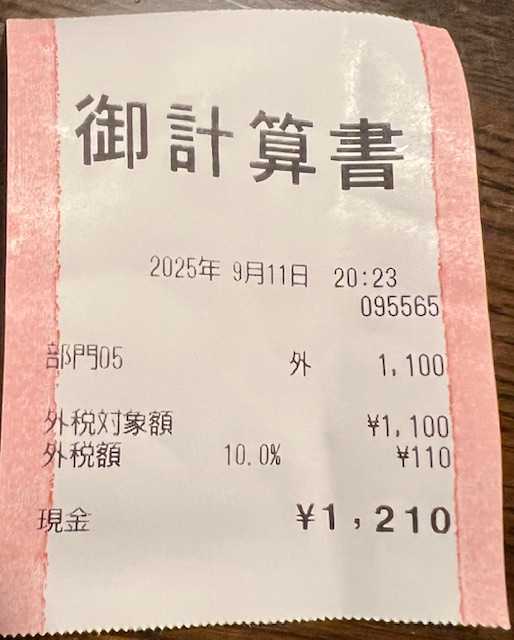 御計算書
2025年 9月11日 20:23
095565
部門05 外 1,100
外税対象額 ¥1,100
外税額 10.0% ¥110
現金 ¥1,210